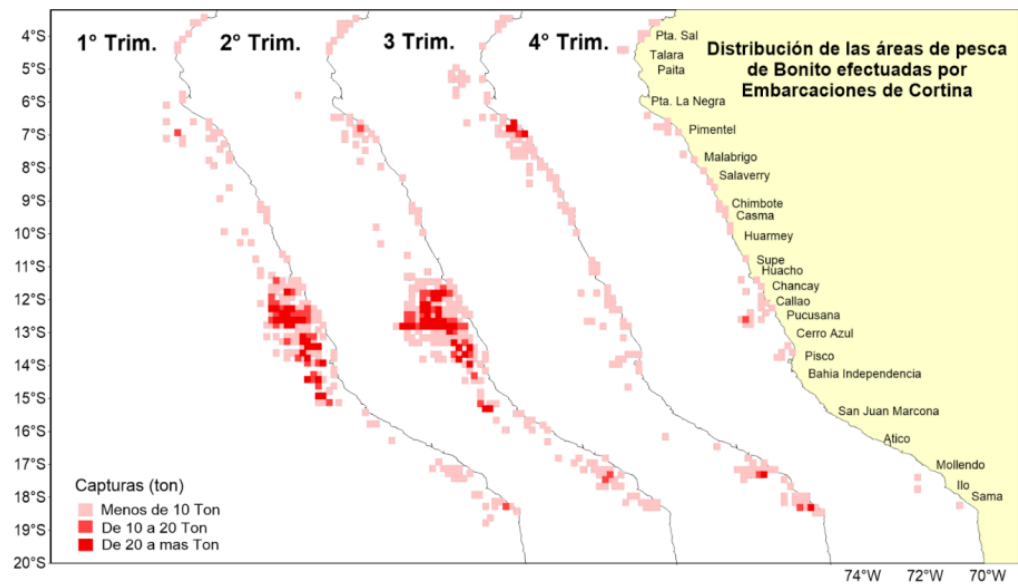 1° Trim.
2° Trim.
3 Trim.
4° Trim.
Distribución de las áreas de pesca
de Bonito efectuadas por
Embarcaciones de Cortina
4°S
5°S
6°S
7°S
8°S
9°S
10°S
11°S
12°S
13°S
14°S
15°S
16°S
17°S
18°S
19°S
20°S
Pta. Sal
Talara
Paita
Pta. La Negra
Pimentel
Malabrigo
Salaverry
Chimbote
Casma
Huarmey
Supe
Huacho
Chancay
Callao
Pucusana
Cerro Azul
Pisco
Bahia Independencia
San Juan Marcona
Atico
Mollendo
Ilo
Sama
Capturas (ton)
Menos de 10 Ton
De 10 a 20 Ton
De 20 a mas Ton
74°W
72°W
70°W